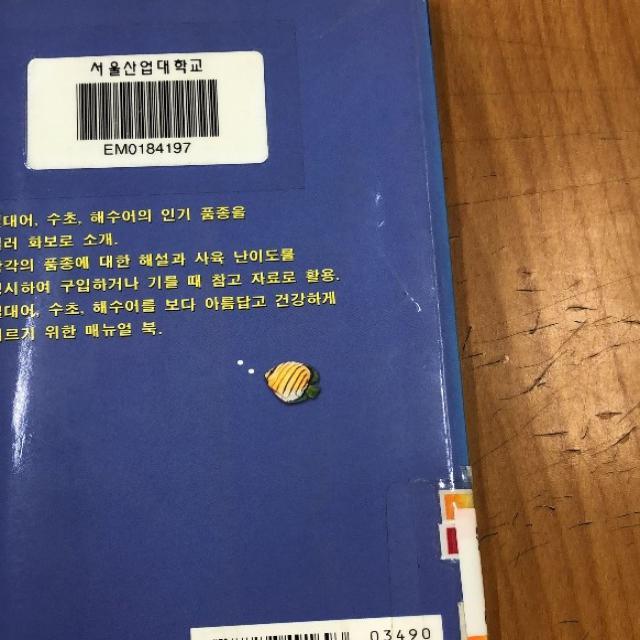 서울산업대학교
EM0184197
수초, 해수어의 인기 품종을
화보로 소개.
품종에 대한 해설과 사육 난이도를
구입하거나 기를 때 참고 자료로 활용.
수초, 해수어를 보다 아름답고 건강하게
위한 매뉴얼 북.
03490